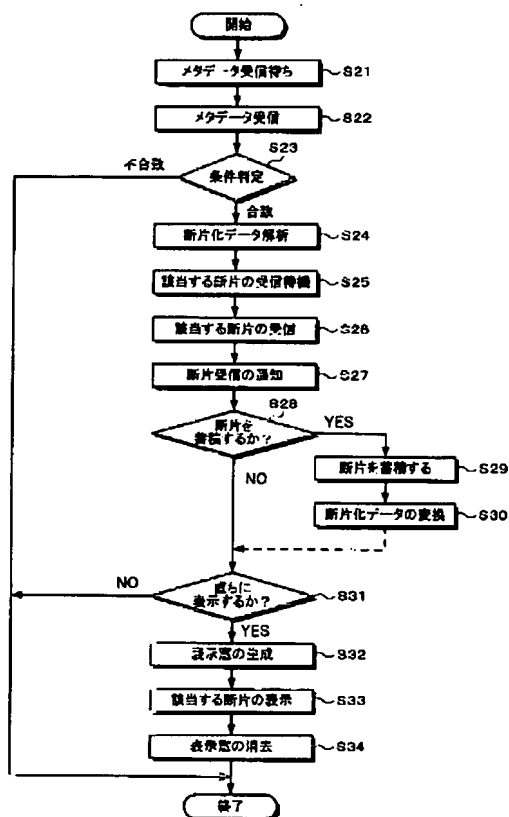 開始
メタデータ受信待ち
S21
メタデータ受信
S22
S23
不合致
条件判定
合致
断片化データ解析
S24
該当する断片の受信待機
S25
該当する断片の受信
S26
断片受信の通知
S27
S28
断片を
蓄積するか?
YES
NO
断片を蓄積する
S29
断片化データの変換
S30
NO
直ちに
表示するか?
S31
YES
表示窓の生成
S32
該当する断片の表示
S33
表示窓の消去
S34
終了